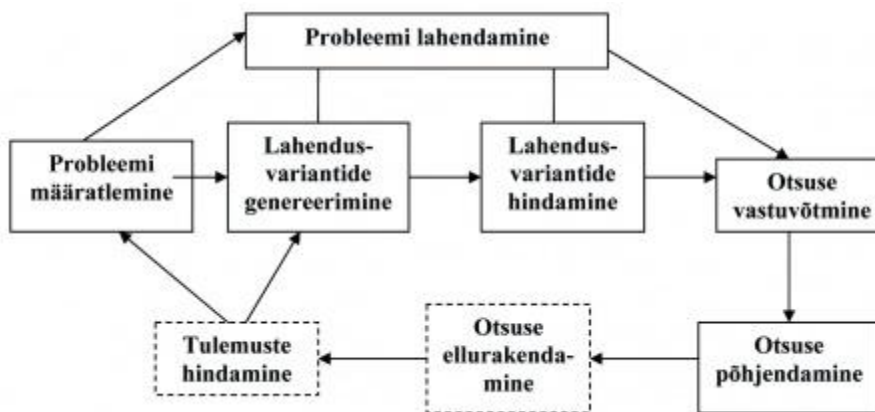 Probleemi lahendamine
Probleemi
määratlemine
Lahendus-
variantide
genereerimine
Lahendus-
variantide
hindamine
Otsuse
vastuvõtmine
Tulemuste
hindamine
Otsuse
ellurakenda-
mine
Otsuse
põhjendamine